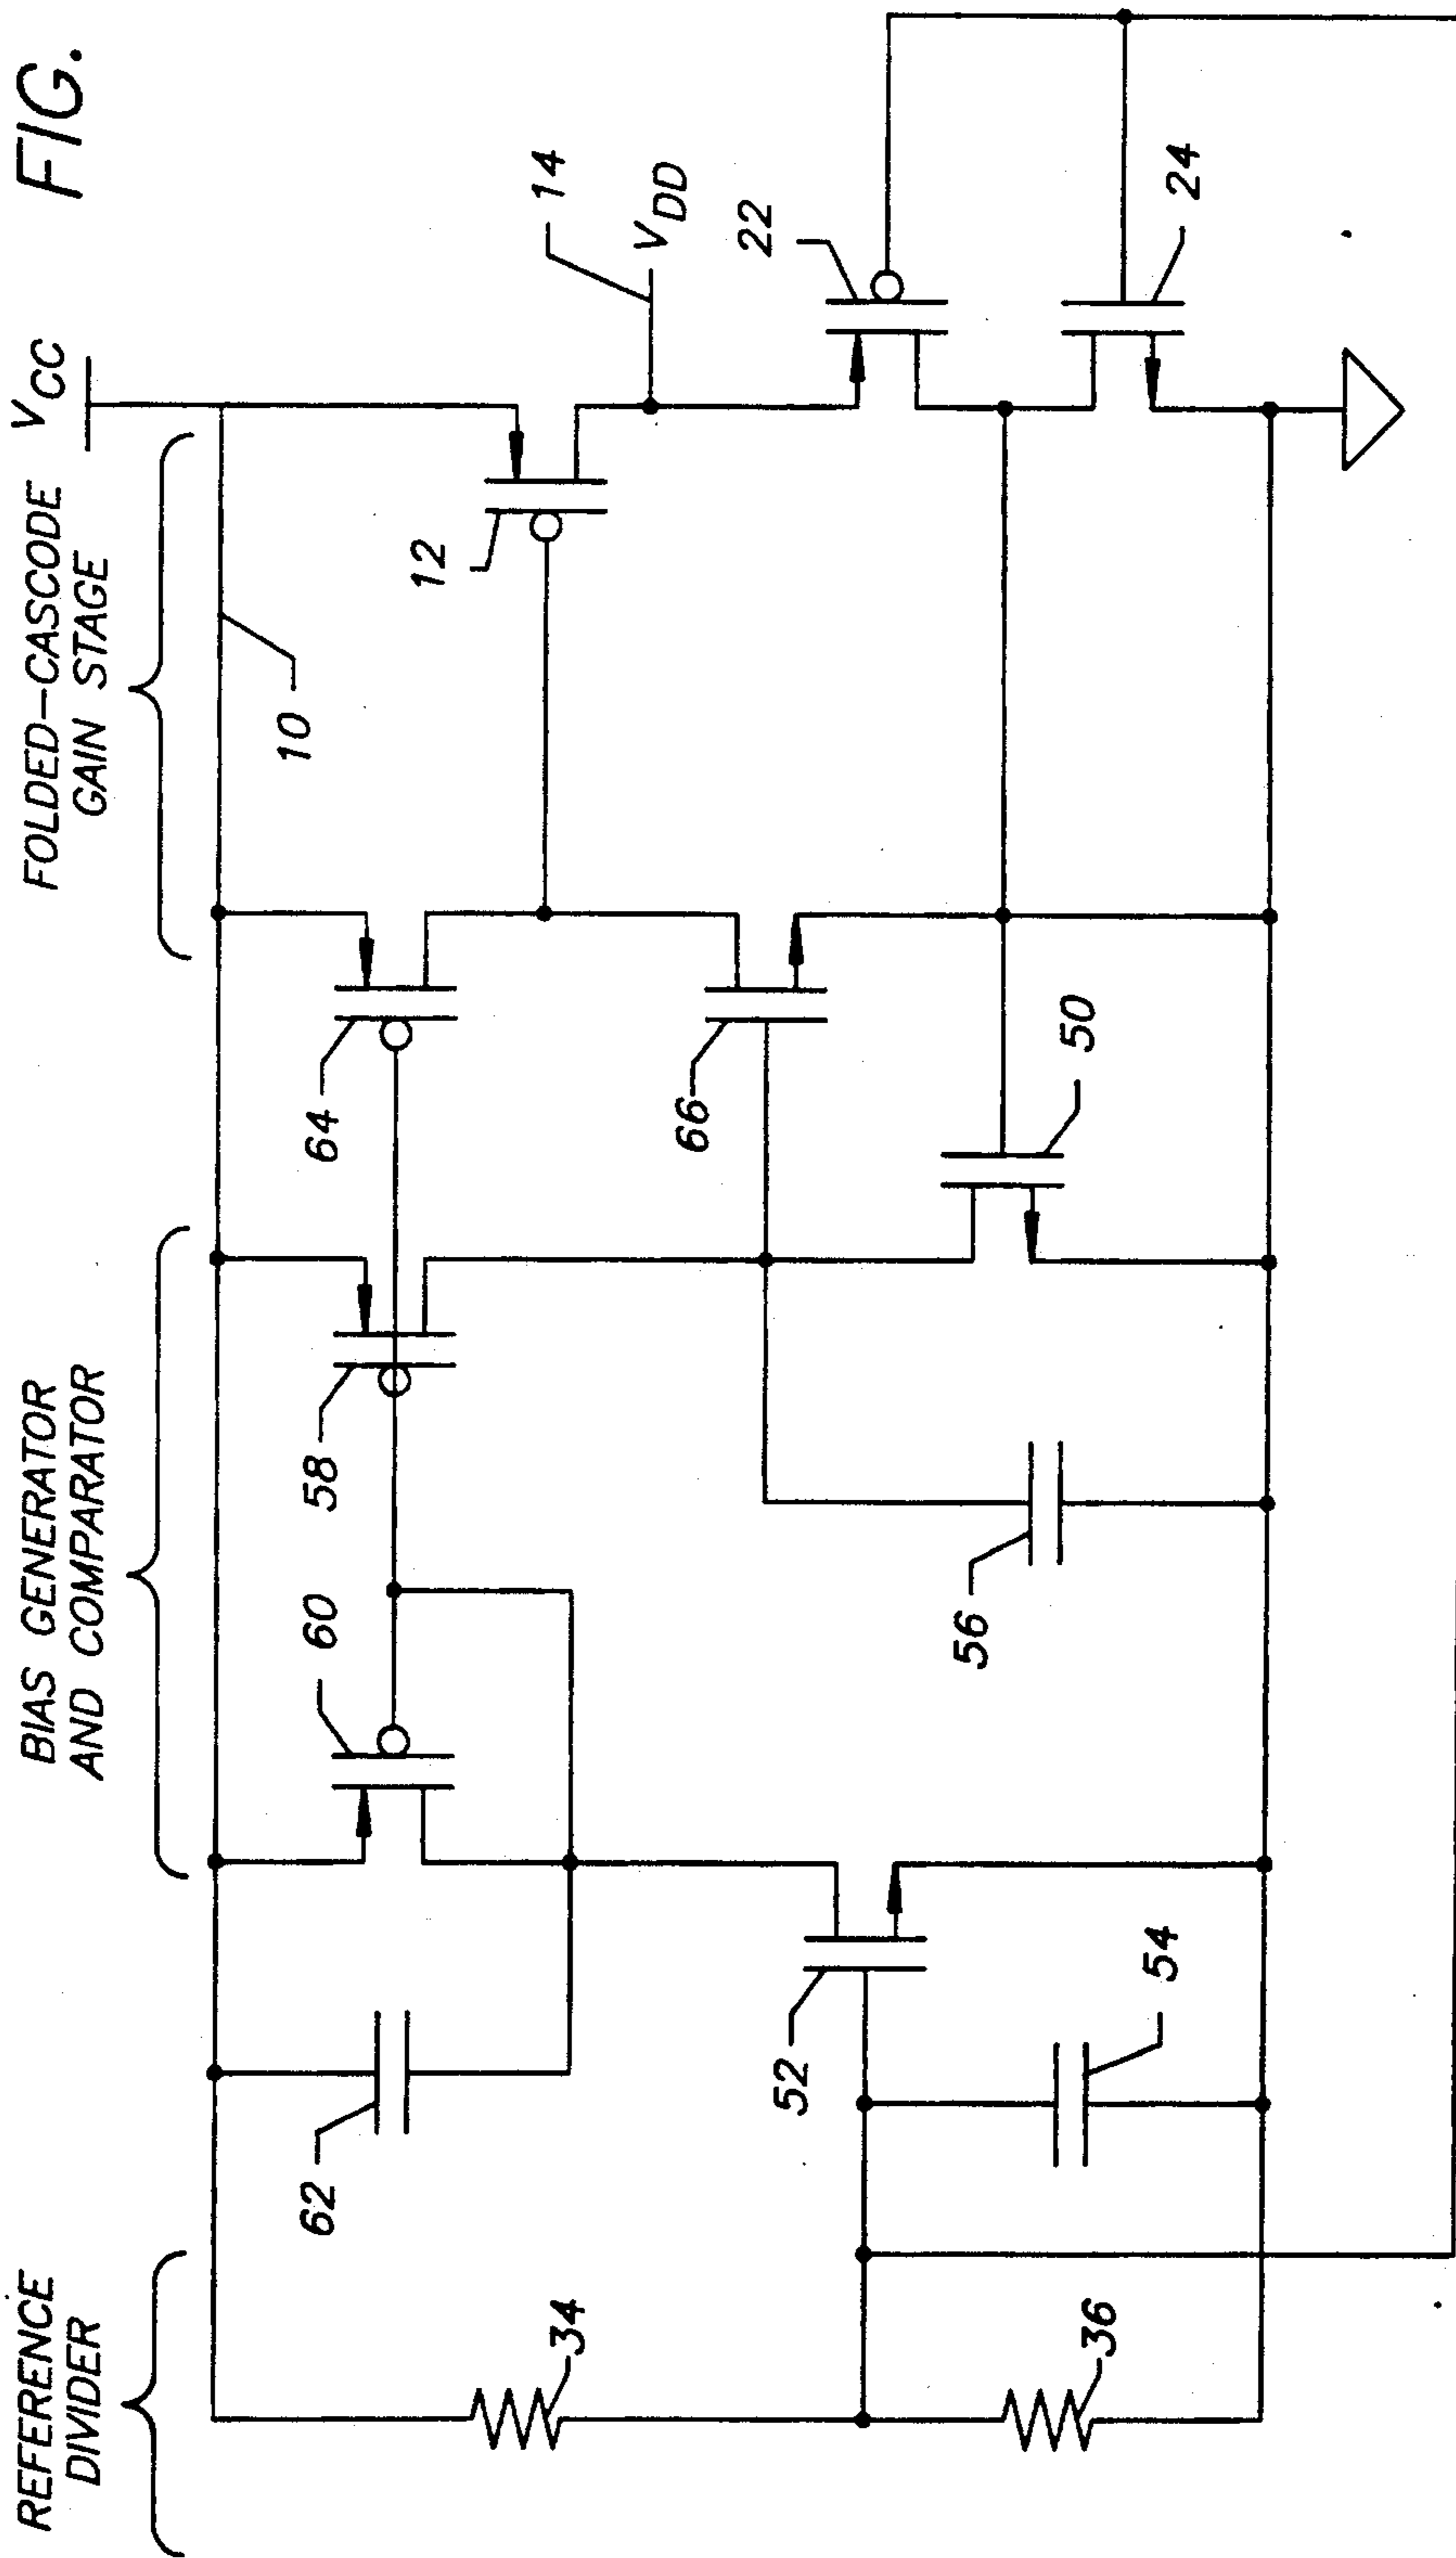 FIG.
REFERENCE
DIVIDER
BIAS GENERATOR
AND COMPARATOR
FOLDED-CASCODE
GAIN STAGE
VCC
10
12
14
VDD
22
24
34
36
50
52
54
56
58
60
62
64
66